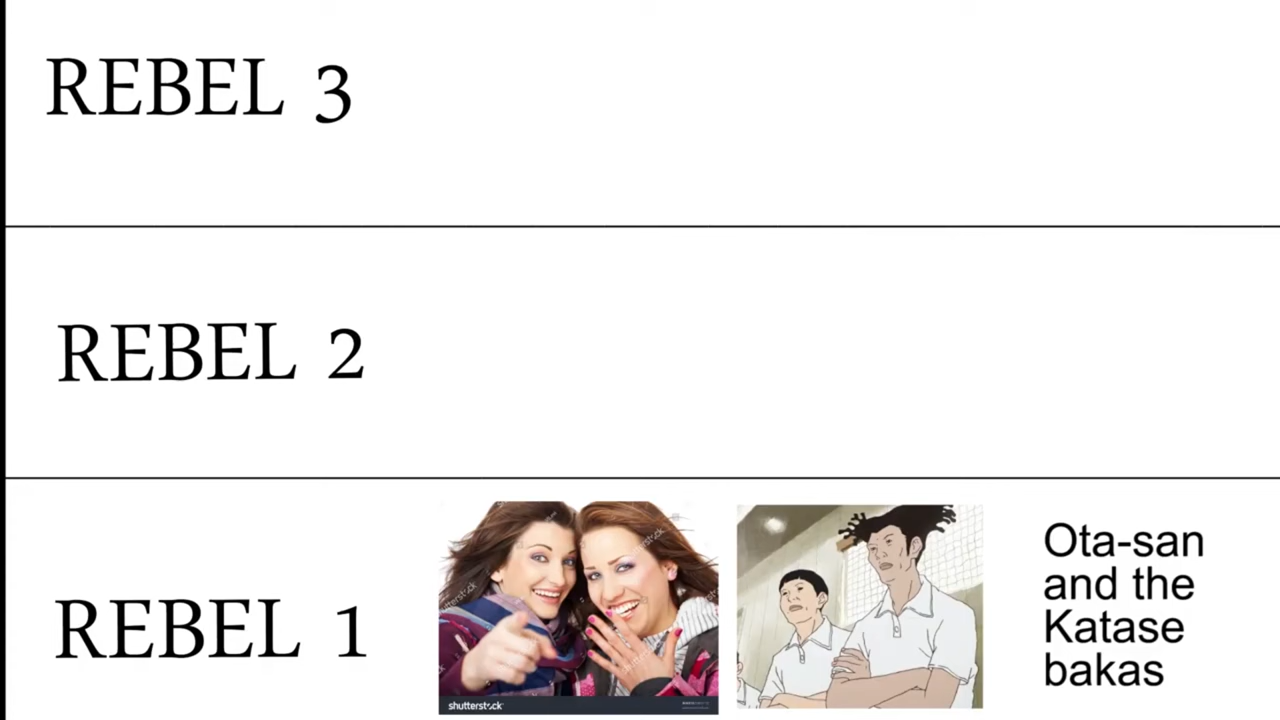 REBEL 3
REBEL 2
REBEL 1
Ota-san
and the
Katase
bakas
shutterstock